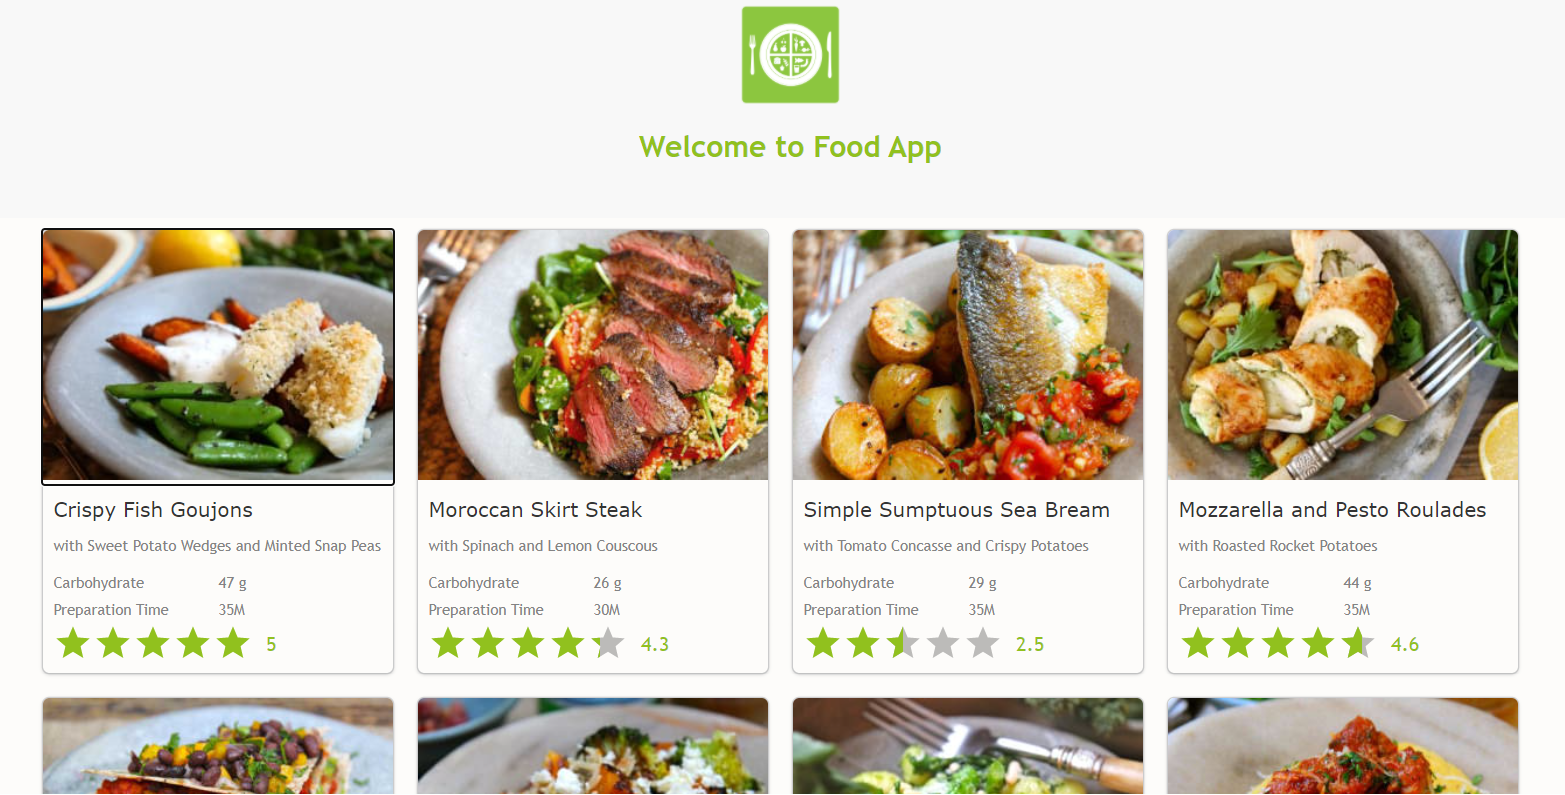 Welcome to Food App
Crispy Fish Goujons
with Sweet Potato Wedges and Minted Snap Peas
Carbohydrate 47 g
Preparation Time 35M
5
Moroccan Skirt Steak
with Spinach and Lemon Couscous
Carbohydrate 26 g
Preparation Time 30M
4.3
Simple Sumptuous Sea Bream
with Tomato Concasse and Crispy Potatoes
Carbohydrate 29 g
Preparation Time 35M
2.5
Mozzarella and Pesto Roulades
with Roasted Rocket Potatoes
Carbohydrate 44 g
Preparation Time 35M
4.6